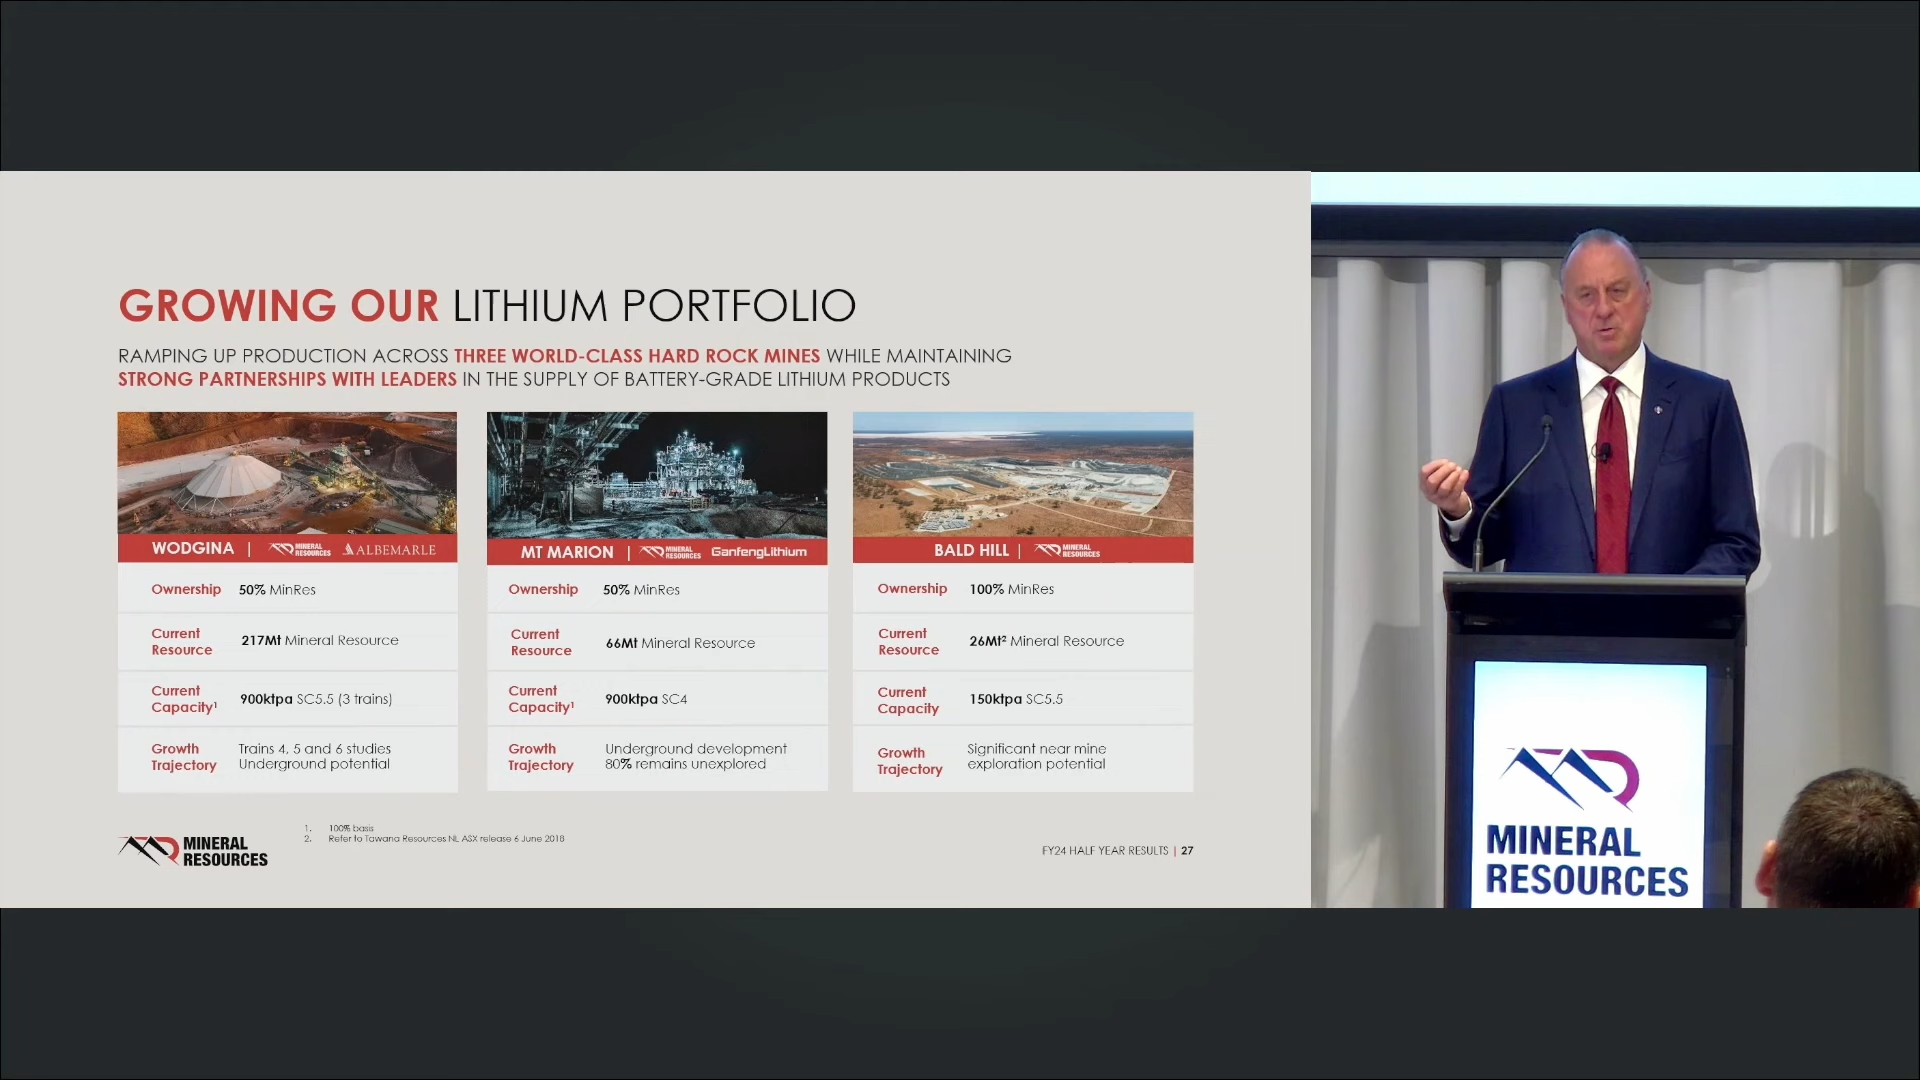 GROWING OUR LITHIUM PORTFOLIO
RAMPING UP PRODUCTION ACROSS THREE WORLD-CLASS HARD ROCK MINES WHILE MAINTAINING
STRONG PARTNERSHIPS WITH LEADERS IN THE SUPPLY OF BATTERY-GRADE LITHIUM PRODUCTS
WODGINA | MINERAL RESOURCES ALBEMARLE
Ownership 50% MinRes
Current Resource 217Mt Mineral Resource
Current Capacity¹ 900ktpa SC5.5 (3 trains)
Growth Trajectory Trains 4, 5 and 6 studies
Underground potential
MT MARION | MINERAL RESOURCES GanfengLithium
Ownership 50% MinRes
Current Resource 66Mt Mineral Resource
Current Capacity¹ 900ktpa SC4
Growth Trajectory Underground development
80% remains unexplored
BALD HILL | MINERAL RESOURCES
Ownership 100% MinRes
Current Resource 26Mt² Mineral Resource
Current Capacity 150ktpa SC5.5
Growth Trajectory Significant near mine
exploration potential
MINERAL
RESOURCES
1. 100% basis
2. Refer to Tawana Resources NL ASX release 6 June 2018
FY24 HALF YEAR RESULTS | 27
MINERAL
RESOURCES